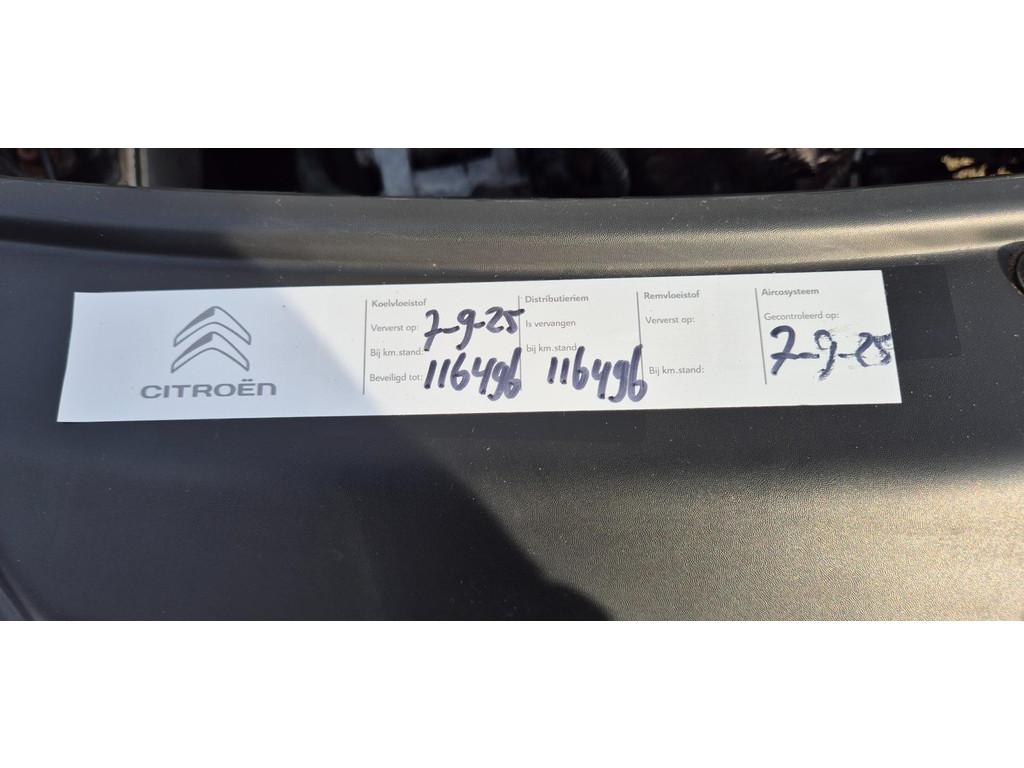 CITROËN
Koelvloeistof
Ververst op: 7-9-25
Bij km.stand:
Beveiligd tot: 116496
Distributieriem
Is vervangen
bij km.stand
116496
Remvloeistof
Ververst op:
Bij km.stand:
Aircosysteem
Gecontroleerd op:
7-9-25